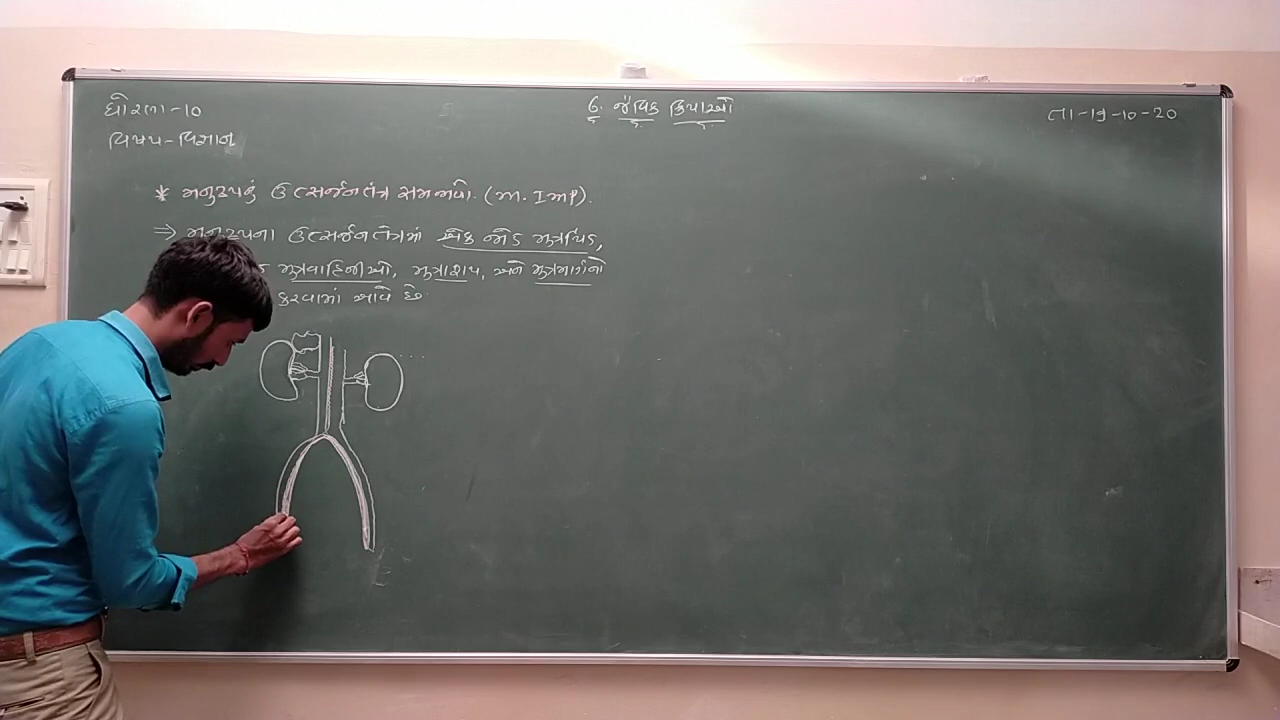 ધોરણ-10
વિષય-વિજ્ઞાન
6. જૈવિક ક્રિયાઓ
તા-19-10-20
* મનુષ્યનું ઉત્સર્જનતંત્ર સમજાવો. (M. IMP).
⇒ મનુષ્યના ઉત્સર્જનતંત્રમાં એક જોડ મૂત્રપિંડ,
મૂત્રવાહિનીઓ, મૂત્રાશય, અને મૂત્રમાર્ગનો
કરવામાં આવે છે